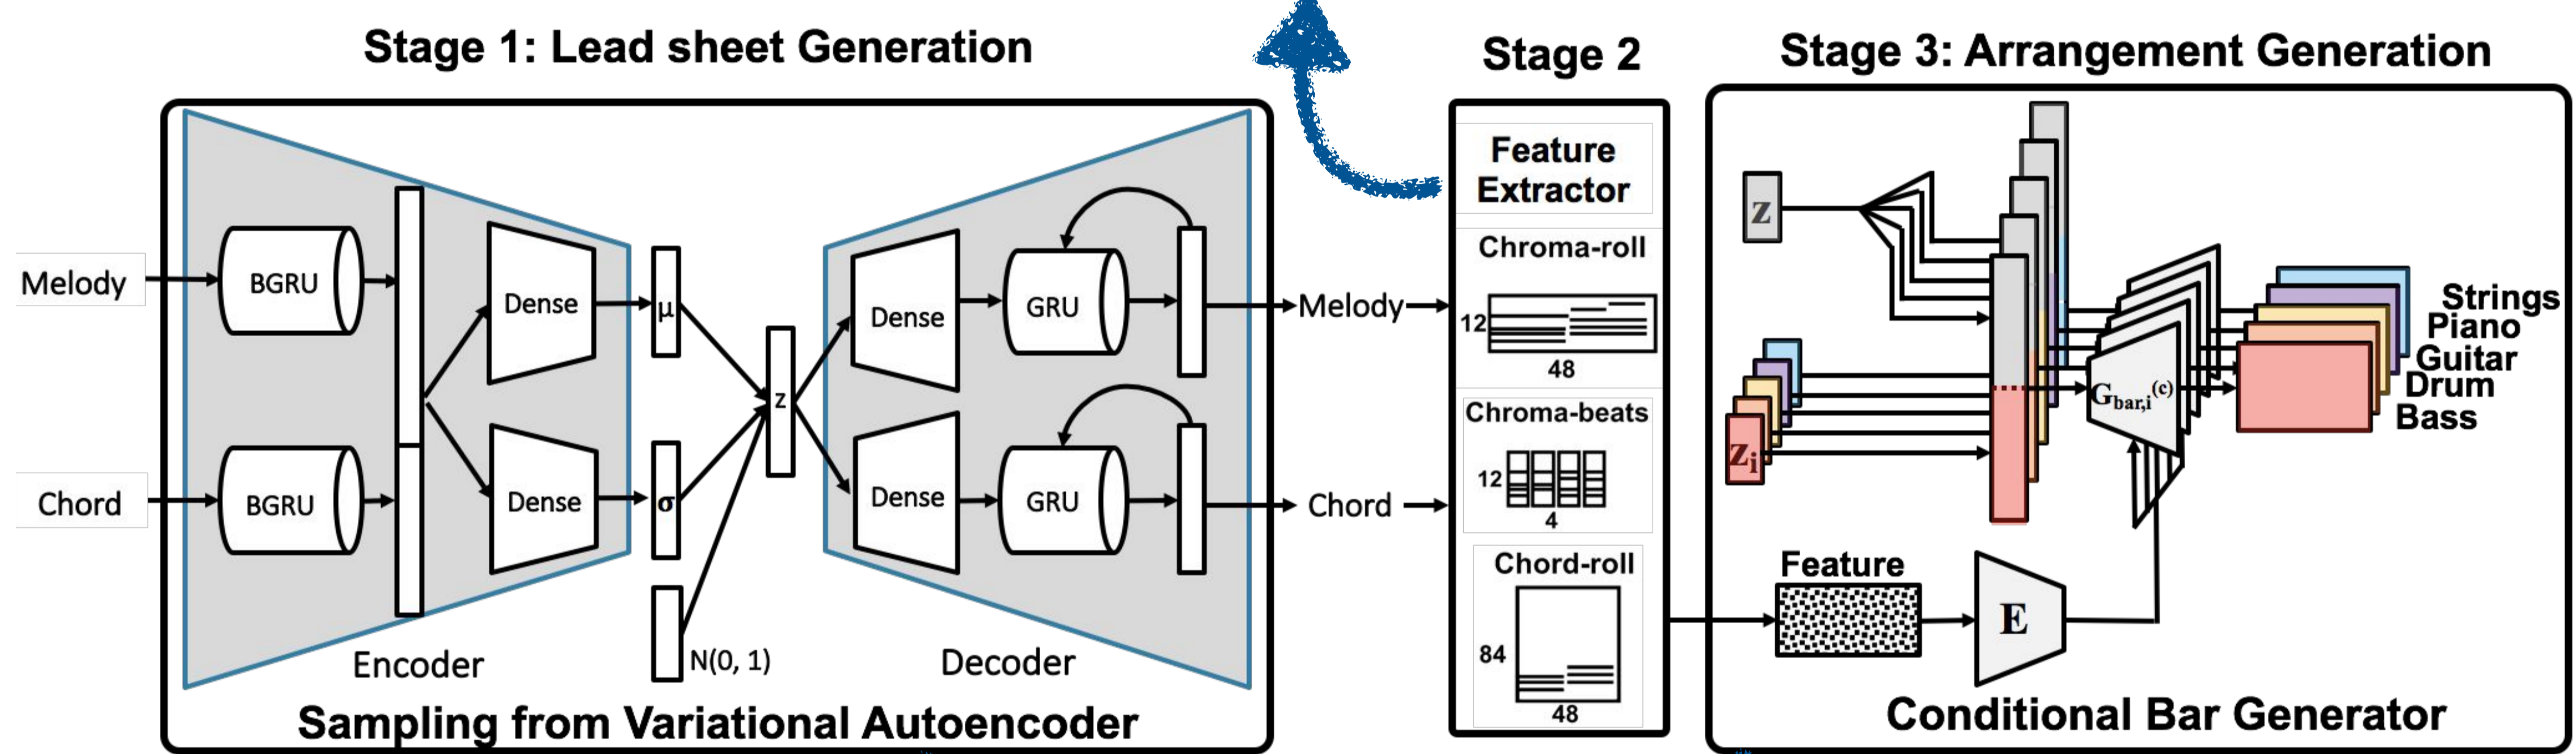 Stage 1: Lead sheet Generation
Melody
BGRU
Dense
μ
Chord
BGRU
Dense
σ
N(0, 1)
z
Dense
GRU
Dense
GRU
Encoder
Decoder
Sampling from Variational Autoencoder
Melody
Chord
Stage 2
Feature
Extractor
Chroma-roll
12
48
Chroma-beats
12
4
Chord-roll
84
48
Stage 3: Arrangement Generation
z
zi
Gbar,i(c)
Strings
Piano
Guitar
Drum
Bass
Feature
E
Conditional Bar Generator